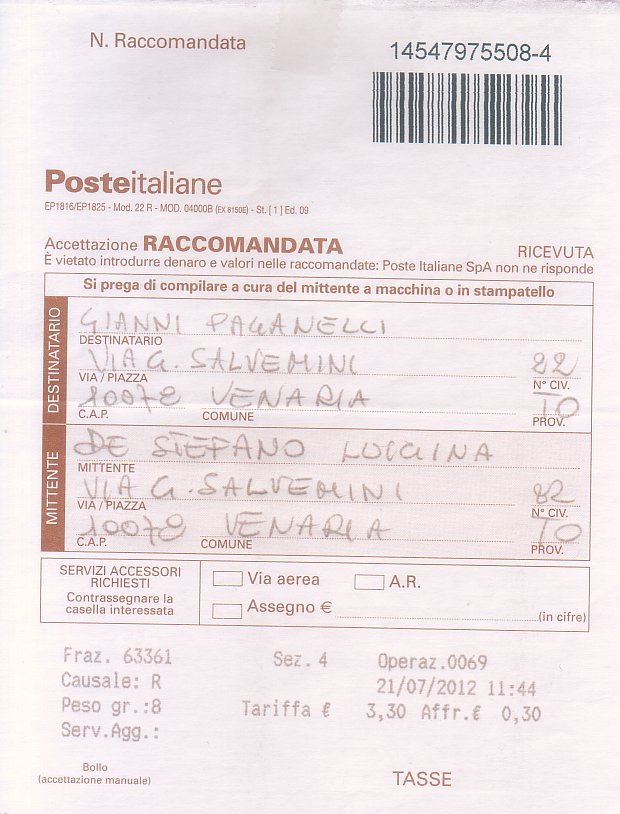 N. Raccomandata
14547975508-4
Posteitaliane
EP1816/EP1825 - Mod. 22 R - MOD. 04000B (EX 8150E) - St. [ 1 ] Ed. 09
Accettazione RACCOMANDATA
RICEVUTA
È vietato introdurre denaro e valori nelle raccomandate: Poste Italiane SpA non ne risponde
Si prega di compilare a cura del mittente a macchina o in stampatello
DESTINATARIO
GIANNI PAGANELLI
DESTINATARIO
VIA G. SALVEMINI 22
VIA / PIAZZA N° CIV.
10078 VENARIA TO
C.A.P. COMUNE PROV.
MITTENTE
DE STEFANO LUIGINA
MITTENTE
VIA G. SALVEMINI 22
VIA / PIAZZA N° CIV.
10078 VENARIA TO
C.A.P. COMUNE PROV.
SERVIZI ACCESSORI
RICHIESTI
Contrassegnare la
casella interessata
Via aerea A.R.
Assegno € (in cifre)
Fraz. 63361 Sez. 4 Operaz.0069
Causale: R 21/07/2012 11:44
Peso gr.:8 Tariffa € 3,30 Affr.€ 0,30
Serv.Agg.:
Bollo
(accettazione manuale)
TASSE